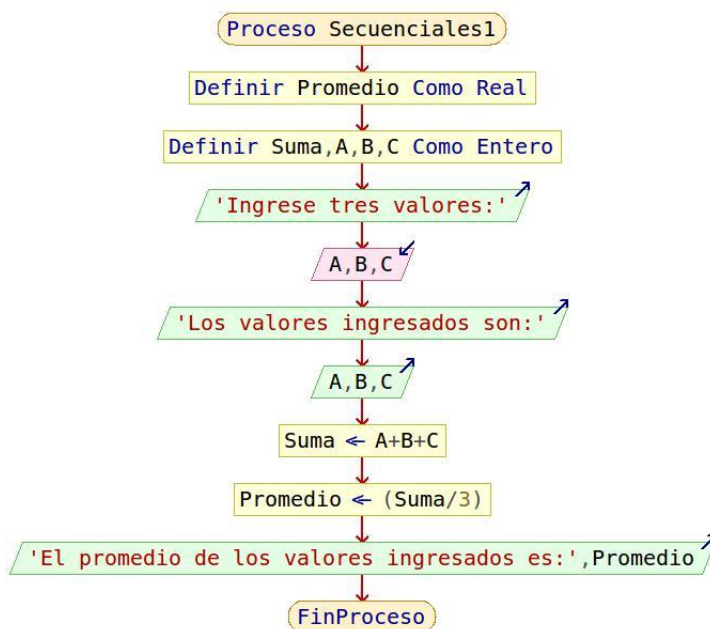 Proceso Secuenciales1
Definir Promedio Como Real
Definir Suma,A,B,C Como Entero
'Ingrese tres valores:'
A,B,C
'Los valores ingresados son:'
A,B,C
Suma ← A+B+C
Promedio ← (Suma/3)
'El promedio de los valores ingresados es:',Promedio
FinProceso